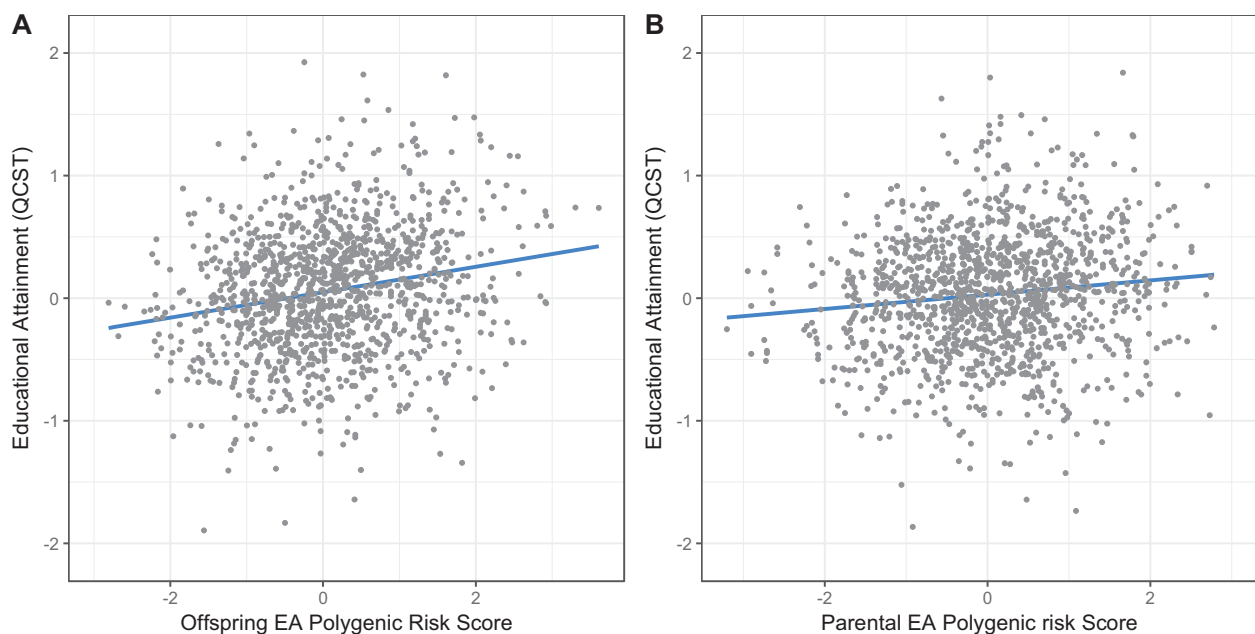 A
2
1
0
-1
-2
Educational Attainment (QCST)
-2
0
2
Offspring EA Polygenic Risk Score
B
2
1
0
-1
-2
Educational Attainment (QCST)
-2
0
2
Parental EA Polygenic risk Score